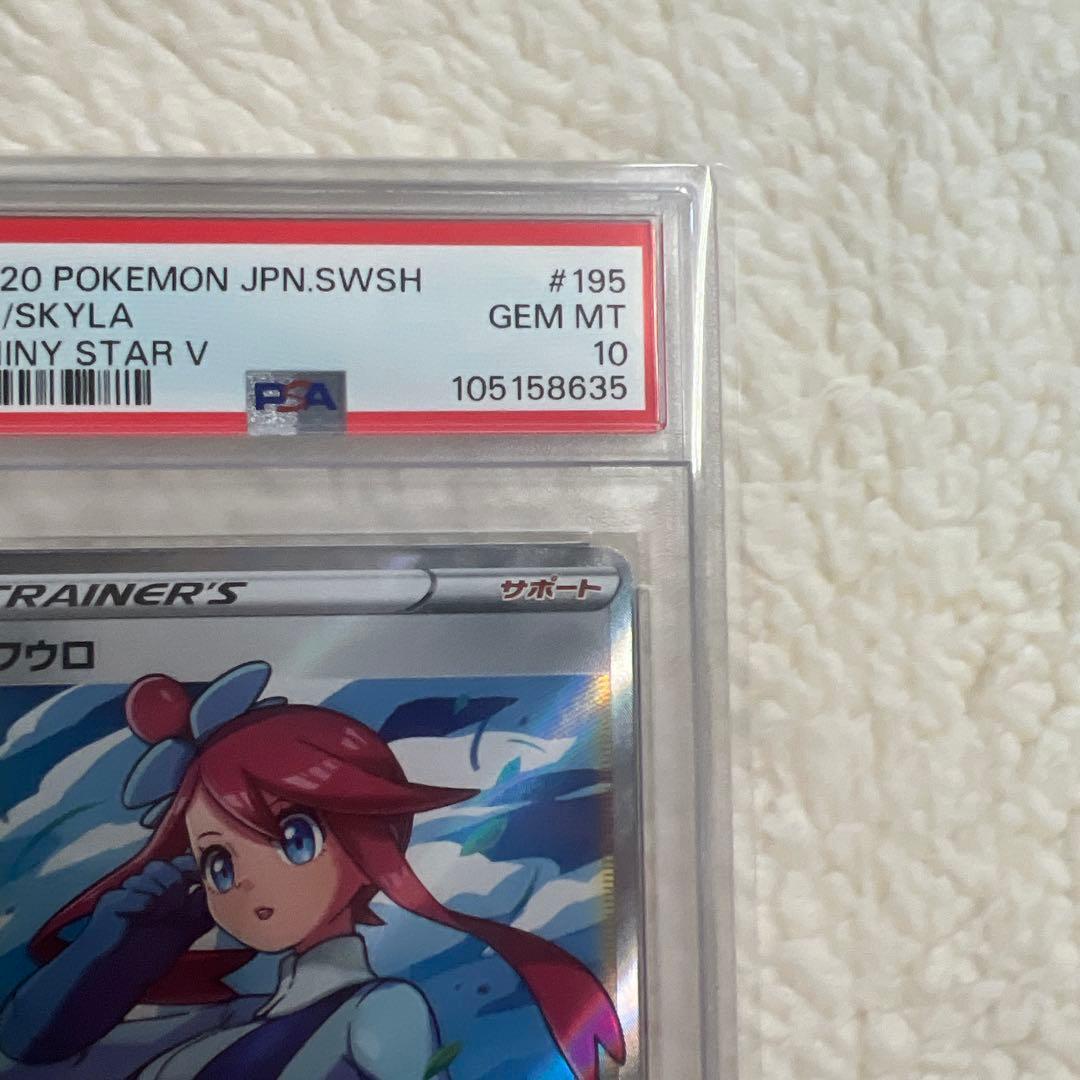 20 POKEMON JPN.SWSH #195
/SKYLA GEM MT
HINY STAR V 10
PSA 105158635
TRAINER'S サポート
フウロ